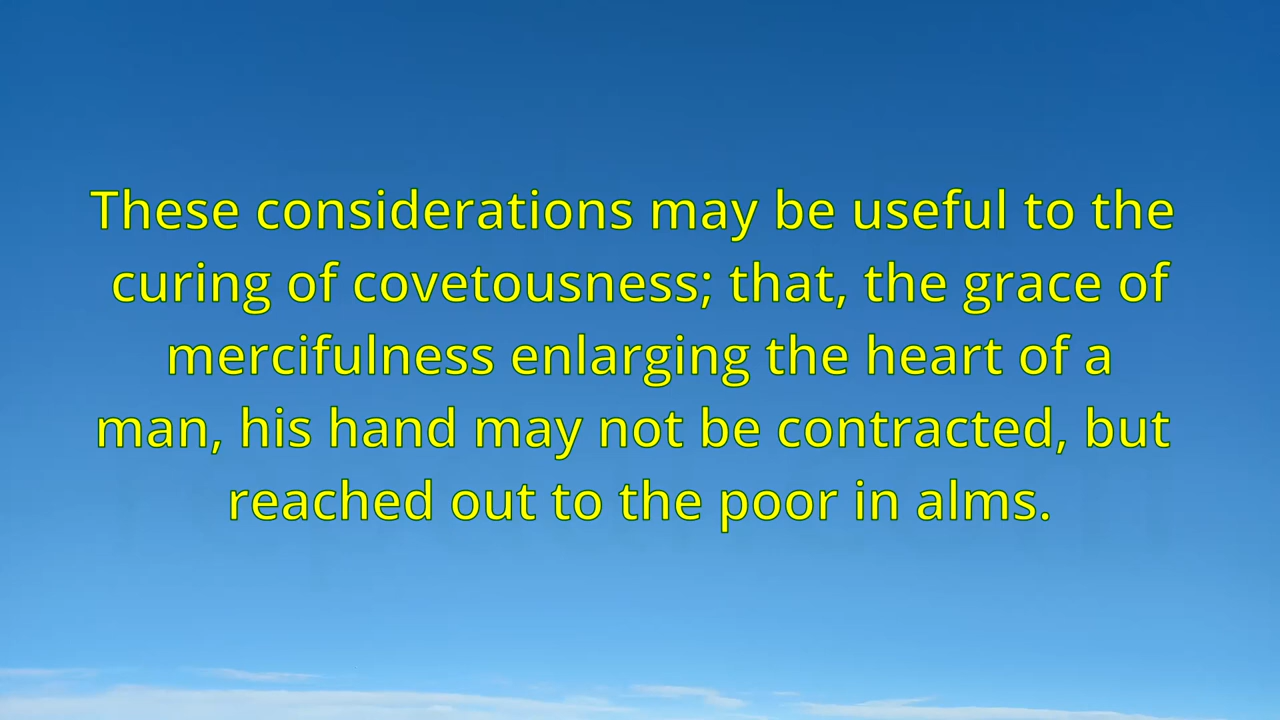 These considerations may be useful to the
curing of covetousness; that, the grace of
mercifulness enlarging the heart of a
man, his hand may not be contracted, but
reached out to the poor in alms.